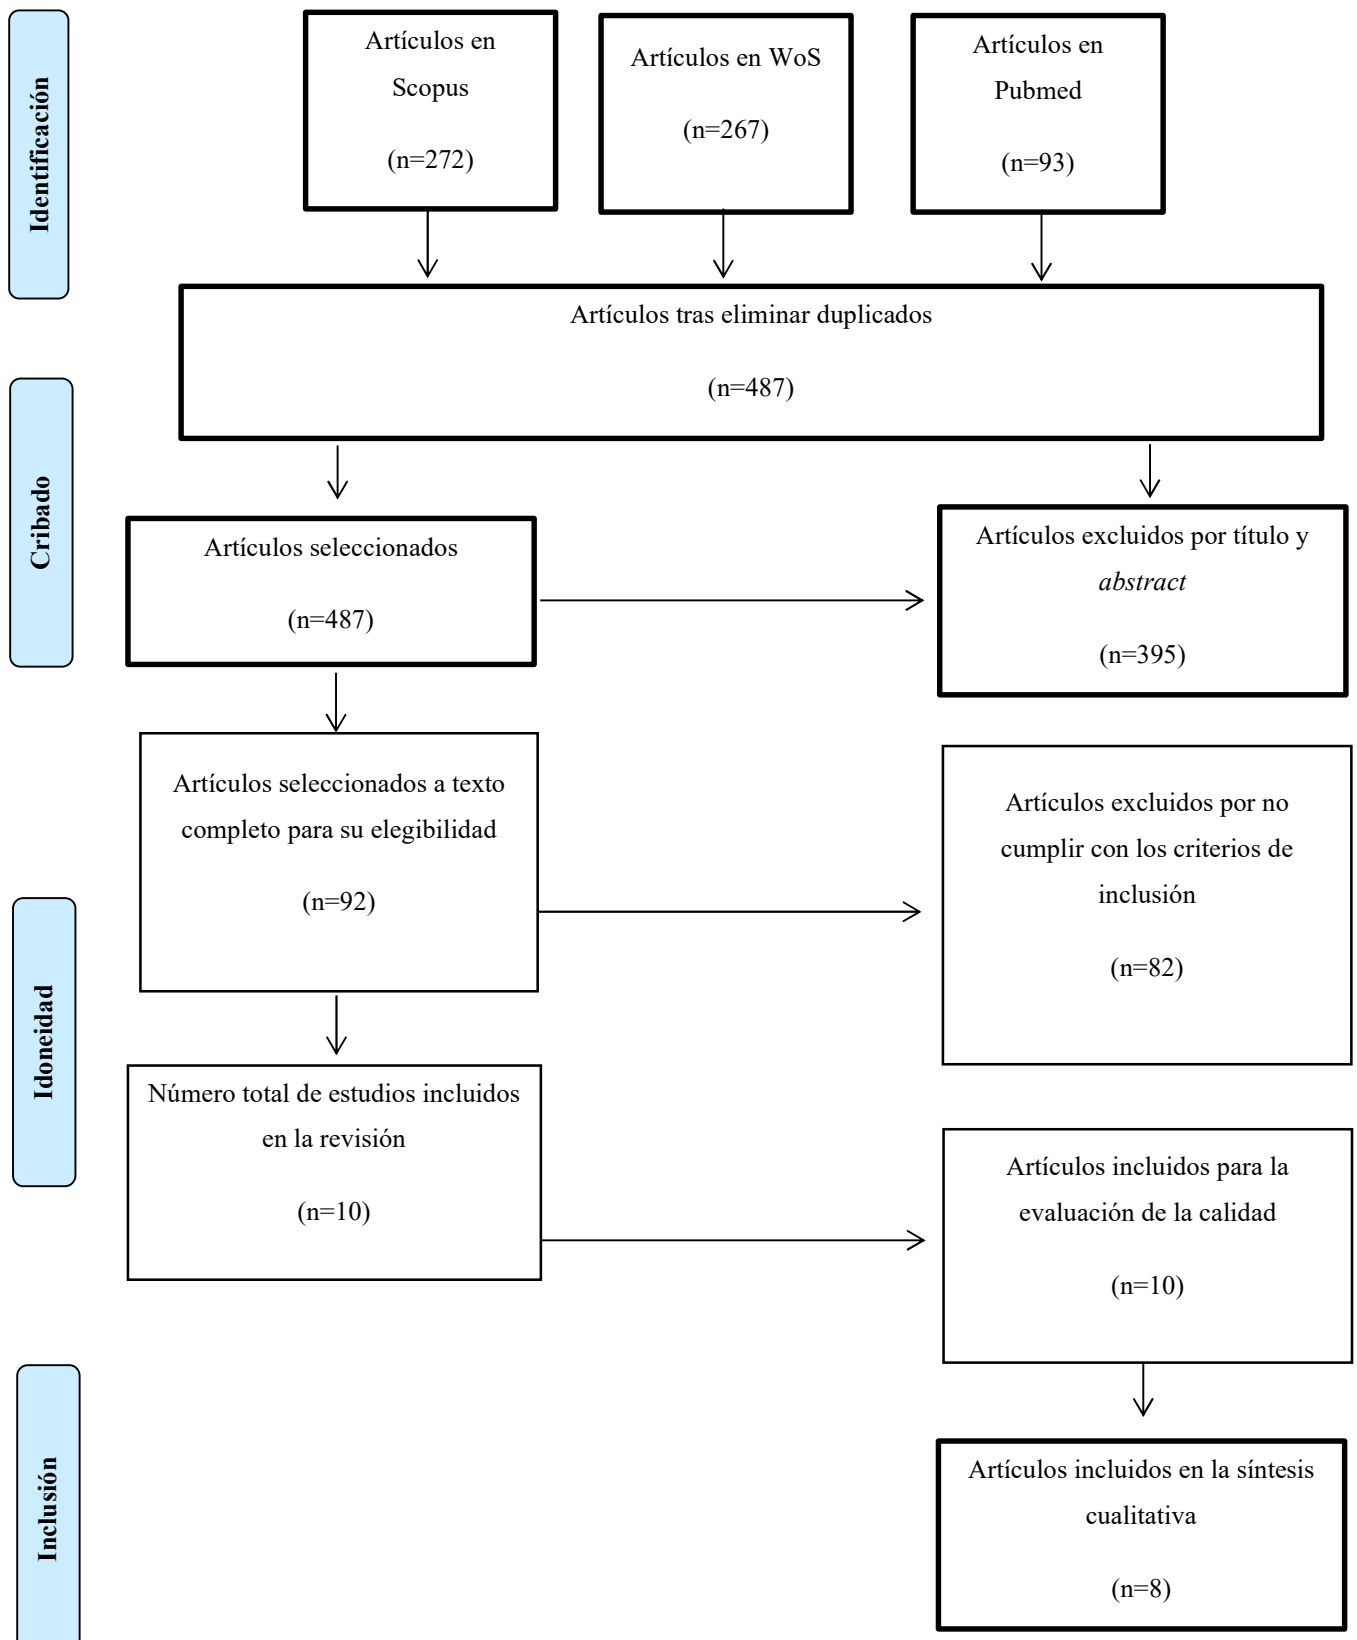 Identificación
Artículos en
Scopus
(n=272)
Artículos en WoS
(n=267)
Artículos en
Pubmed
(n=93)
Artículos tras eliminar duplicados
(n=487)
Cribado
Artículos seleccionados
(n=487)
Artículos excluidos por título y
abstract
(n=395)
Artículos seleccionados a texto
completo para su elegibilidad
(n=92)
Artículos excluidos por no
cumplir con los criterios de
inclusión
(n=82)
Idoneidad
Número total de estudios incluidos
en la revisión
(n=10)
Artículos incluidos para la
evaluación de la calidad
(n=10)
Inclusión
Artículos incluidos en la síntesis
cualitativa
(n=8)